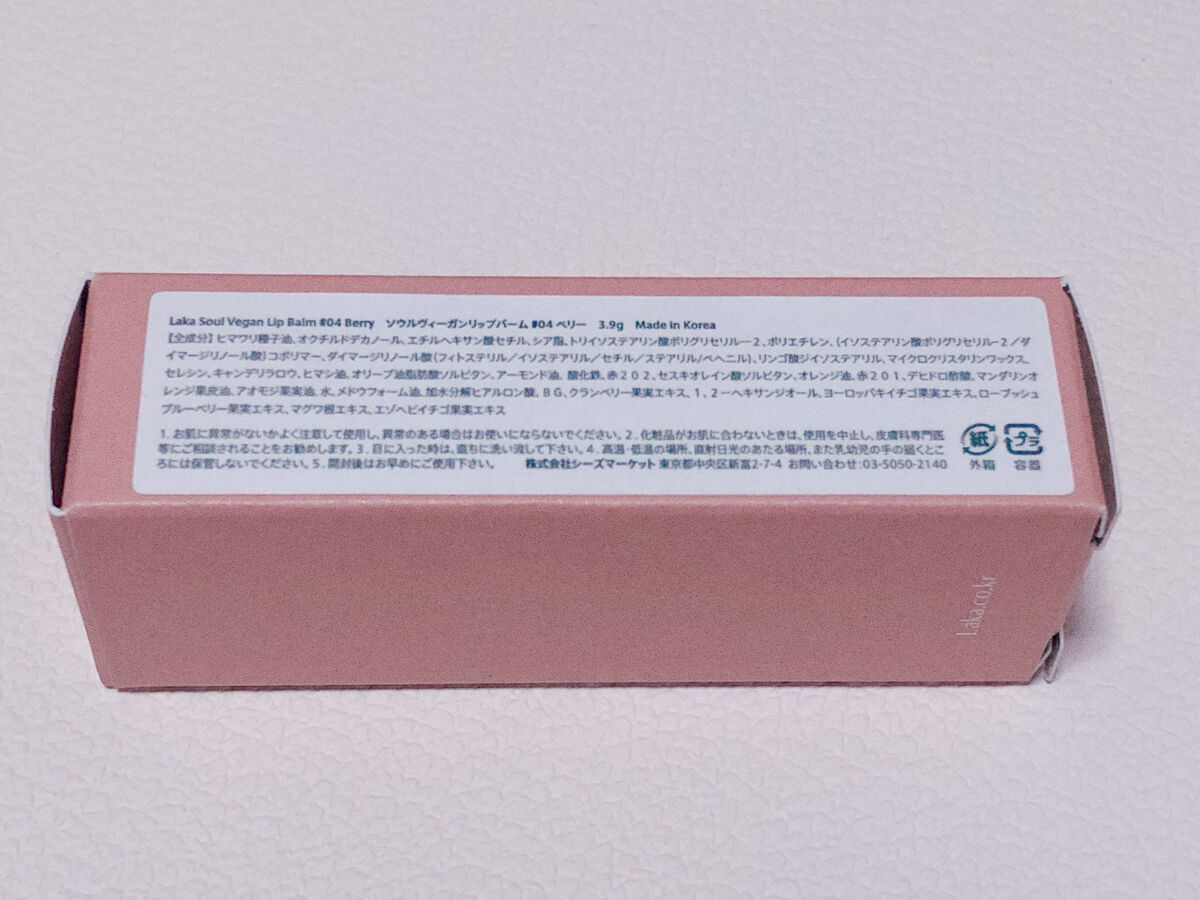 Laka Soul Vegan Lip Balm #04 Berry　ソウルヴィーガンリップバーム #04 ベリー　3.9g　Made in Korea
【全成分】ヒマワリ種子油、オクチルドデカノール、エチルヘキサン酸セチル、シア脂、トリイソステアリン酸ポリグリセリル－2、ポリエチレン、(イソステアリン酸ポリグリセリル－2／ダ
イマージリノール酸)コポリマー、ダイマージリノール酸(フィトステリル／イソステアリル／セチル／ステアリル／ベヘニル)、リンゴ酸ジイソステアリル、マイクロクリスタリンワックス、
セレシン、キャンデリラロウ、ヒマシ油、オリーブ油脂肪酸ソルビタン、アーモンド油、酸化鉄、赤２０２、セスキオレイン酸ソルビタン、オレンジ油、赤２０１、デヒドロ酢酸、マンダリンオ
レンジ果皮油、アオモジ果実油、水、メドウフォーム油、加水分解ヒアルロン酸、ＢＧ、クランベリー果実エキス、１，２－ヘキサンジオール、ヨーロッパキイチゴ果実エキス、ローブッシュ
ブルーベリー果実エキス、マグワ根エキス、エゾヘビイチゴ果実エキス
1. お肌に異常がないかよく注意して使用し、異常のある場合はお使いにならないでください。2. 化粧品がお肌に合わないときは、使用を中止し、皮膚科専門医
等にご相談されることをお勧めします。3. 目に入った時は、直ちに洗い流して下さい。4. 高温・低温の場所、直射日光のあたる場所、また乳幼児の手の届くとこ
ろには保管しないでください。5. 開封後はお早めにご使用下さい。　株式会社シーズマーケット 東京都中央区新富2-7-4 お問い合わせ:03-5050-2140
紙 プラ
外箱 容器
Laka.co.kr